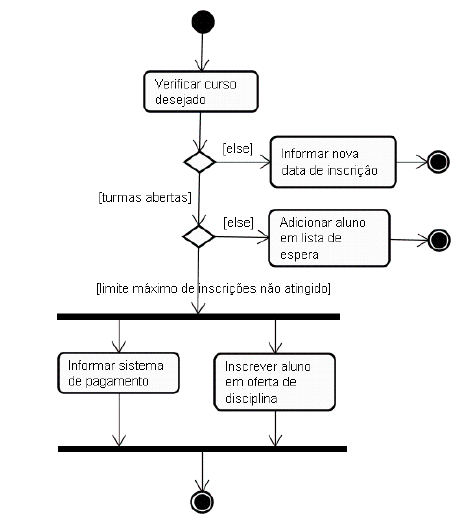 Verificar curso
desejado
[else]
Informar nova
data de inscrição
[turmas abertas]
[else]
Adicionar aluno
em lista de
espera
[limite máximo de inscrições não atingido]
Informar sistema
de pagamento
Inscrever aluno
em oferta de
disciplina